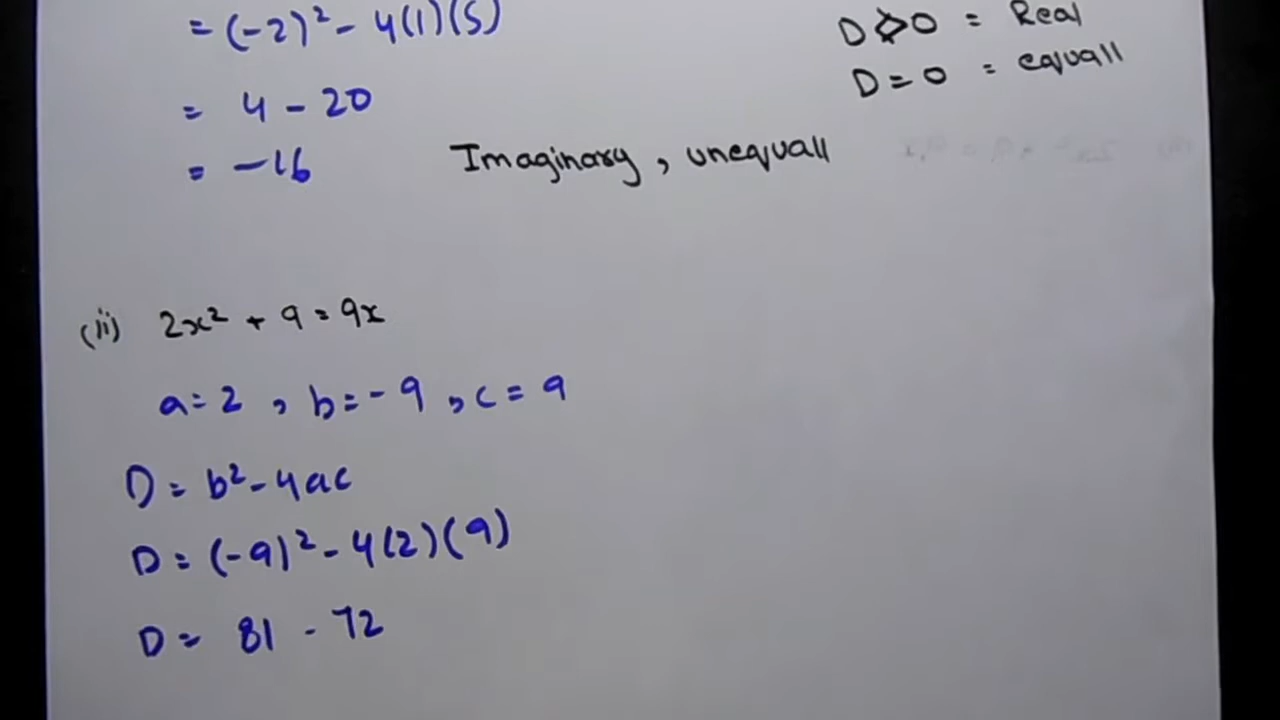 = (-2)² - 4(1)(5)
D>0 = Real
D=0 = equall
= 4 - 20
= -16 Imaginary, unequall
(ii) 2x² + 9 = 9x
a=2, b=-9, c=9
D = b²-4ac
D = (-9)² - 4(2)(9)
D = 81 - 72